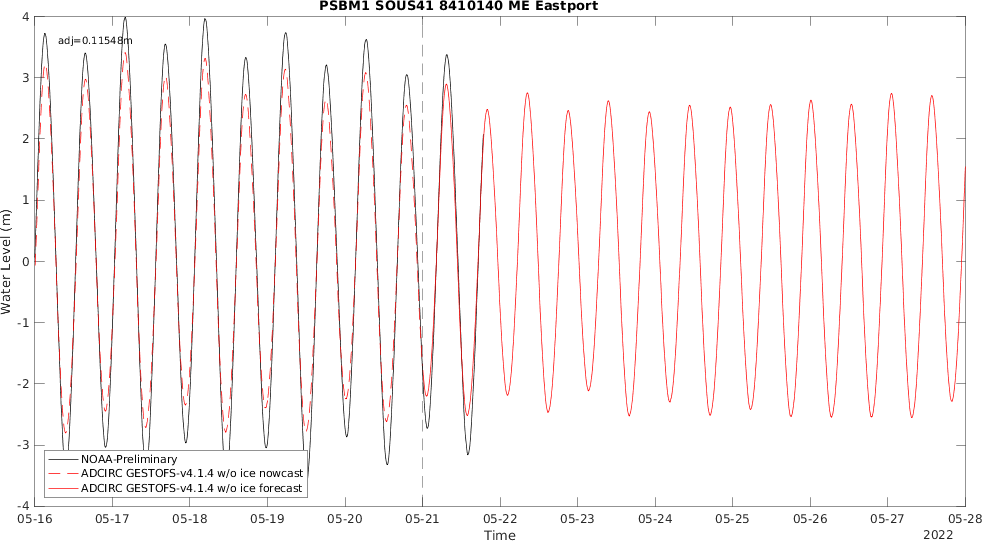 PSBM1 SOUS41 8410140 ME Eastport
adj=0.11548m
4
3
2
1
0
-1
-2
-3
-4
Water Level (m)
NOAA-Preliminary
ADCIRC GESTOFS-v4.1.4 w/o ice nowcast
ADCIRC GESTOFS-v4.1.4 w/o ice forecast
05-16 05-17 05-18 05-19 05-20 05-21 05-22 05-23 05-24 05-25 05-26 05-27 05-28
Time
2022